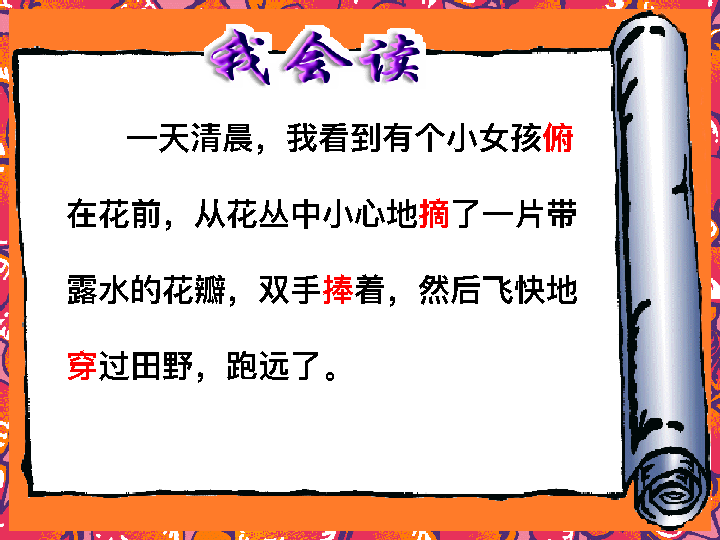 我会读
一天清晨，我看到有个小女孩俯
在花前，从花丛中小心地摘了一片带
露水的花瓣，双手捧着，然后飞快地
穿过田野，跑远了。